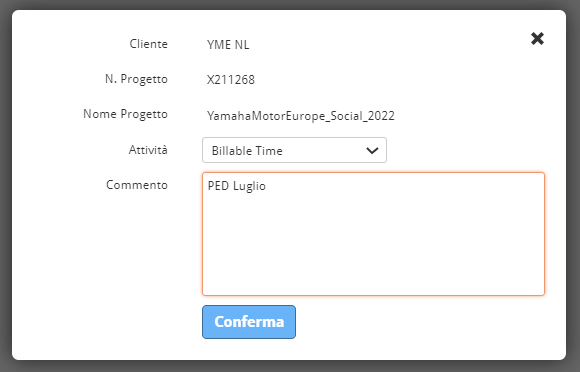 Cliente YME NL
N. Progetto X211268
Nome Progetto YamahaMotorEurope_Social_2022
Attività Billable Time
Commento PED Luglio
Conferma